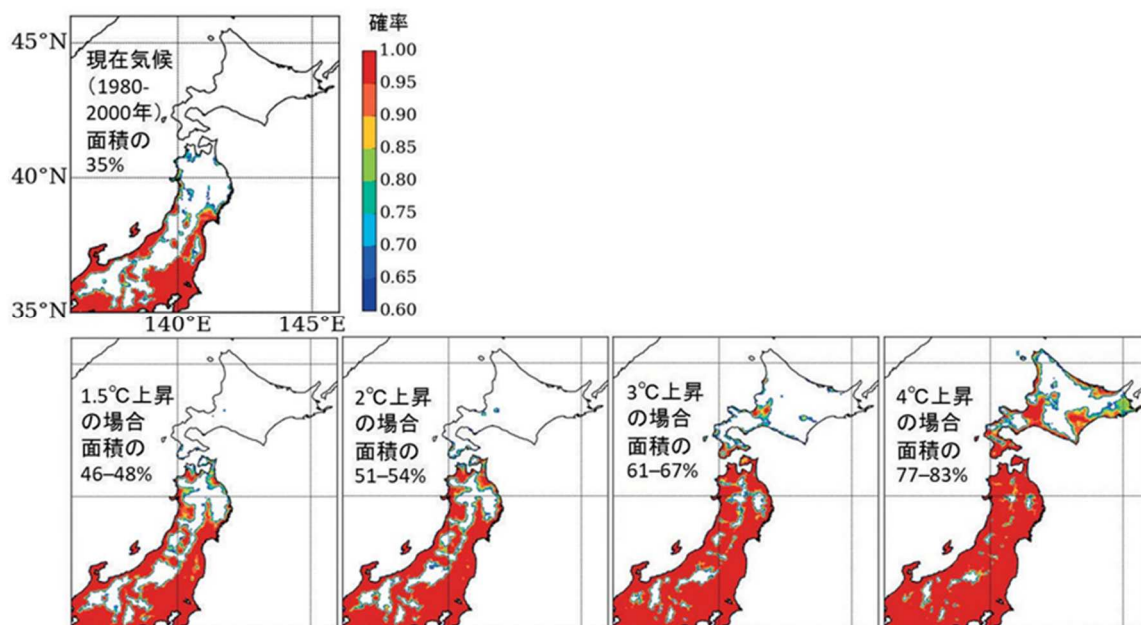 確率
45°N
40°N
35°N
140°E
145°E
現在気候
（1980-
2000年）
面積の
35%
1.00
0.95
0.90
0.85
0.80
0.75
0.70
0.65
0.60
1.5℃上昇
の場合
面積の
46–48%
2℃上昇
の場合
面積の
51–54%
3℃上昇
の場合
面積の
61–67%
4℃上昇
の場合
面積の
77–83%